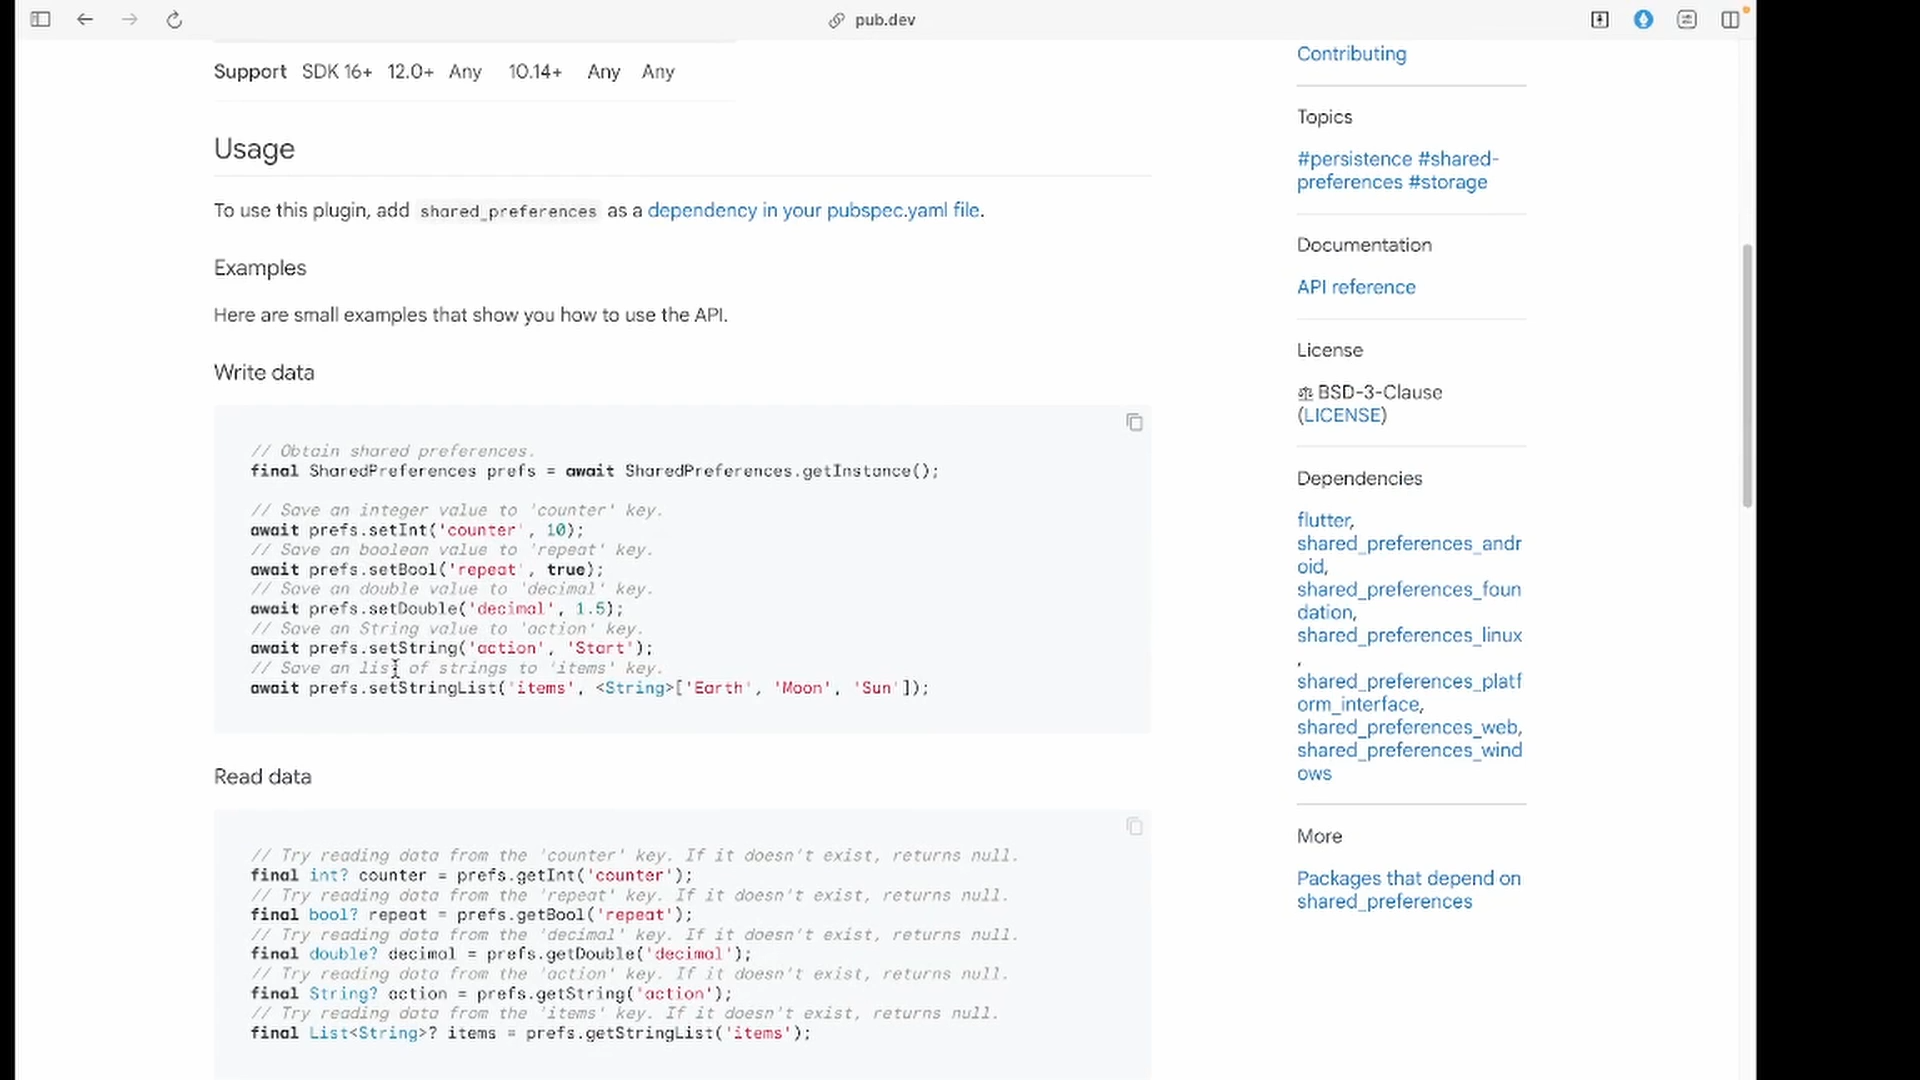 pub.dev
Support SDK 16+ 12.0+ Any 10.14+ Any Any
Usage
To use this plugin, add shared_preferences as a dependency in your pubspec.yaml file.
Examples
Here are small examples that show you how to use the API.
Write data
// Obtain shared preferences.
final SharedPreferences prefs = await SharedPreferences.getInstance();
// Save an integer value to 'counter' key.
await prefs.setInt('counter', 10);
// Save an boolean value to 'repeat' key.
await prefs.setBool('repeat', true);
// Save an double value to 'decimal' key.
await prefs.setDouble('decimal', 1.5);
// Save an String value to 'action' key.
await prefs.setString('action', 'Start');
// Save an list of strings to 'items' key.
await prefs.setStringList('items', <String>['Earth', 'Moon', 'Sun']);
Read data
// Try reading data from the 'counter' key. If it doesn't exist, returns null.
final int? counter = prefs.getInt('counter');
// Try reading data from the 'repeat' key. If it doesn't exist, returns null.
final bool? repeat = prefs.getBool('repeat');
// Try reading data from the 'decimal' key. If it doesn't exist, returns null.
final double? decimal = prefs.getDouble('decimal');
// Try reading data from the 'action' key. If it doesn't exist, returns null.
final String? action = prefs.getString('action');
// Try reading data from the 'items' key. If it doesn't exist, returns null.
final List<String>? items = prefs.getStringList('items');
Contributing
Topics
#persistence #shared-
preferences #storage
Documentation
API reference
License
BSD-3-Clause
(LICENSE)
Dependencies
flutter,
shared_preferences_andr
oid,
shared_preferences_foun
dation,
shared_preferences_linux
,
shared_preferences_platf
orm_interface,
shared_preferences_web,
shared_preferences_wind
ows
More
Packages that depend on
shared_preferences